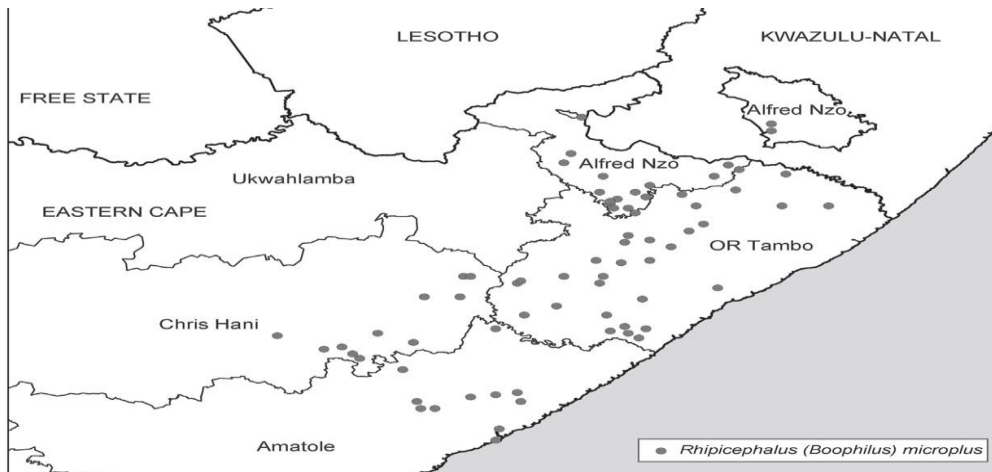 LESOTHO
KWAZULU-NATAL
FREE STATE
Alfred Nzo
Alfred Nzo
Ukwahlamba
EASTERN CAPE
OR Tambo
Chris Hani
Amatole
Rhipicephalus (Boophilus) microplus